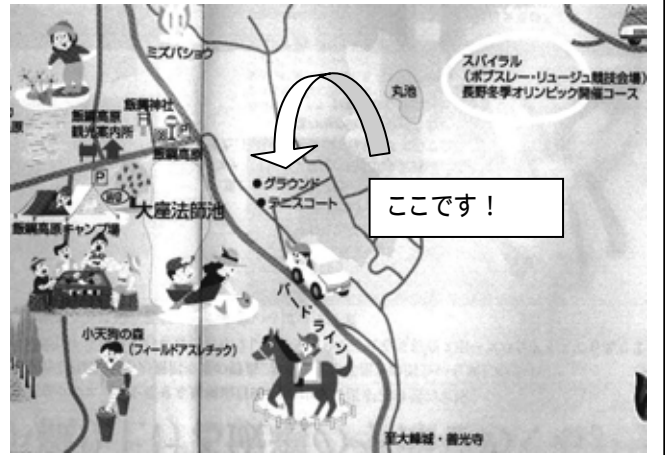 ミズバショウ
スパイラル
(ボブスレー・リュージュ競技会場)
長野冬季オリンピック開催コース
丸池
飯綱神社
飯綱高原
観光案内所
原
P
飯綱高原
P
グラウンド
テニスコート
ここです!
大座法師池
飯綱高原キャンプ場
バードライン
小天狗の森
(フィールドアスレチック)
至大峰城・善光寺